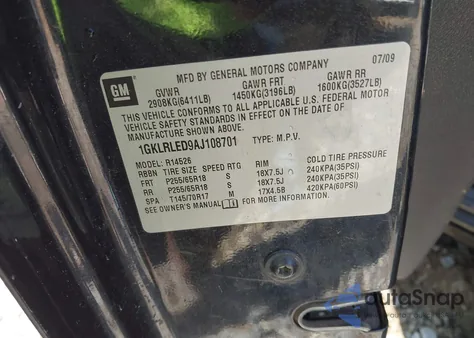 GM
MFD BY GENERAL MOTORS COMPANY 07/09
GVWR GAWR FRT GAWR RR
2908KG(6411LB) 1450KG(3196LB) 1600KG(3527LB)
THIS VEHICLE CONFORMS TO ALL APPLICABLE U.S. FEDERAL MOTOR
VEHICLE SAFETY STANDARDS IN EFFECT ON THE DATE OF
MANUFACTURE SHOWN ABOVE.
1GKLRLED9AJ108701 TYPE: M.P.V.
MODEL: R14526
RBBN TIRE SIZE SPEED RTG RIM COLD TIRE PRESSURE
FRT P255/65R18 S 18X7.5J 240KPA(35PSI)
RR P255/65R18 S 18X7.5J 240KPA(35PSI)
SPA T145/70R17 M 17X4.5B 420KPA(60PSI)
SEE OWNER'S MANUAL FOR MORE INFORMATION.
AutaSnap